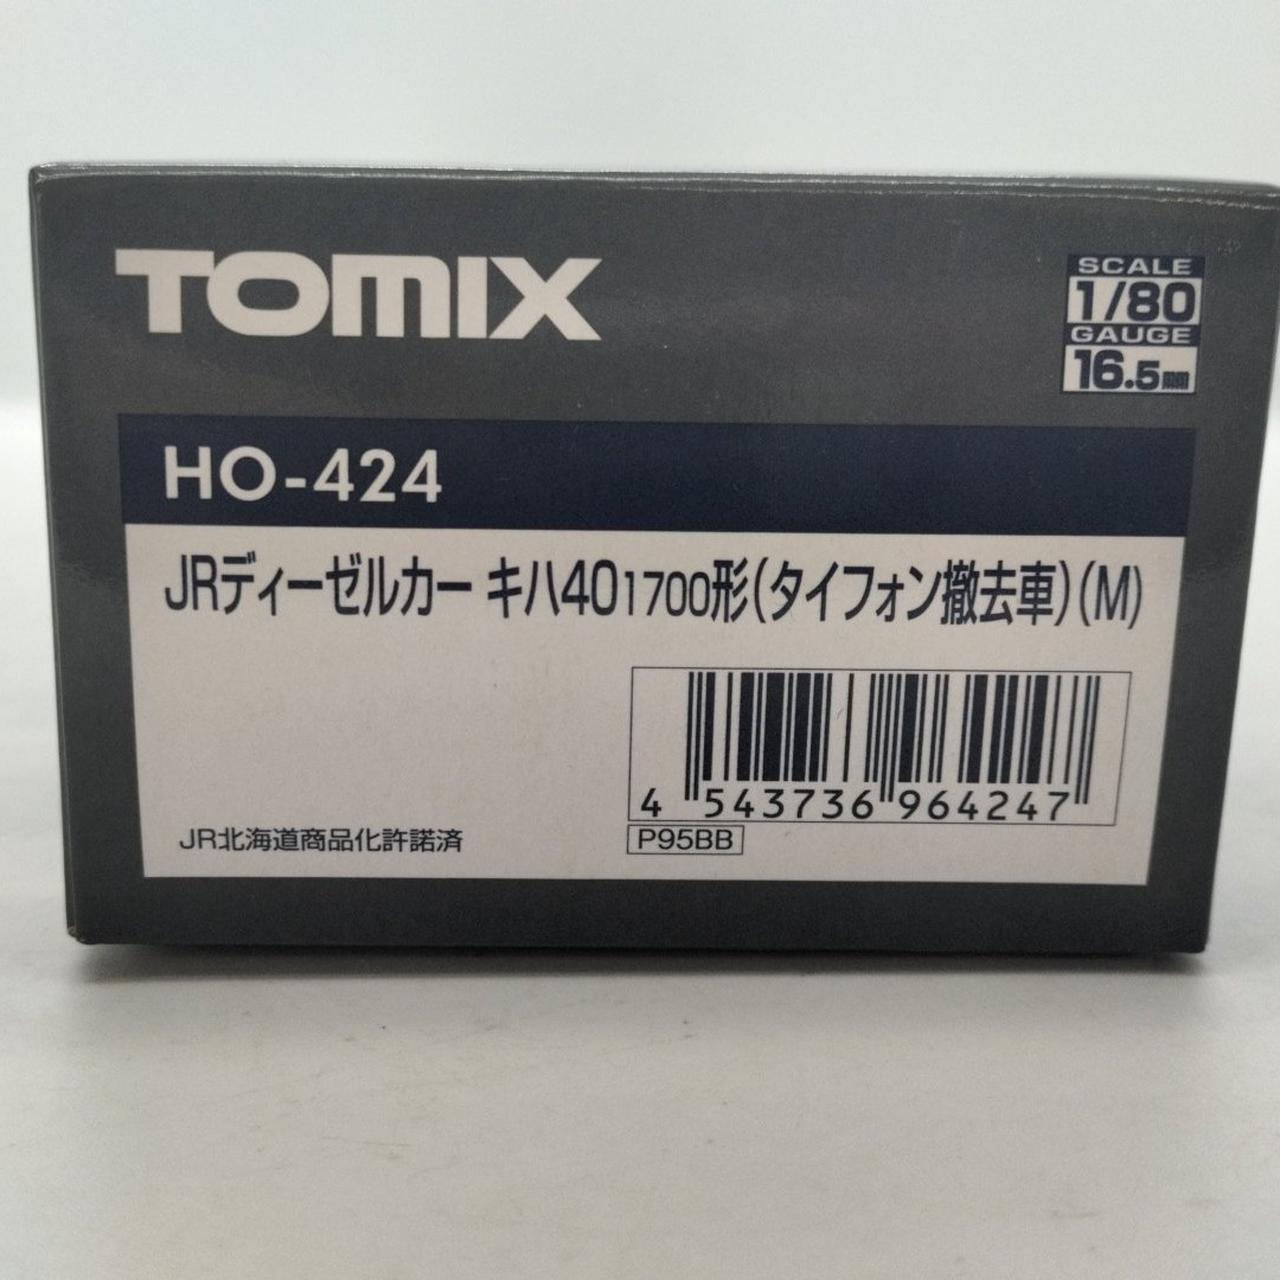 TOMIX
SCALE
1/80
GAUGE
16.5mm
HO-424
JRディーゼルカー キハ401700形(タイフォン撤去車)(M)
4 543736 964247
P95BB
JR北海道商品化許諾済